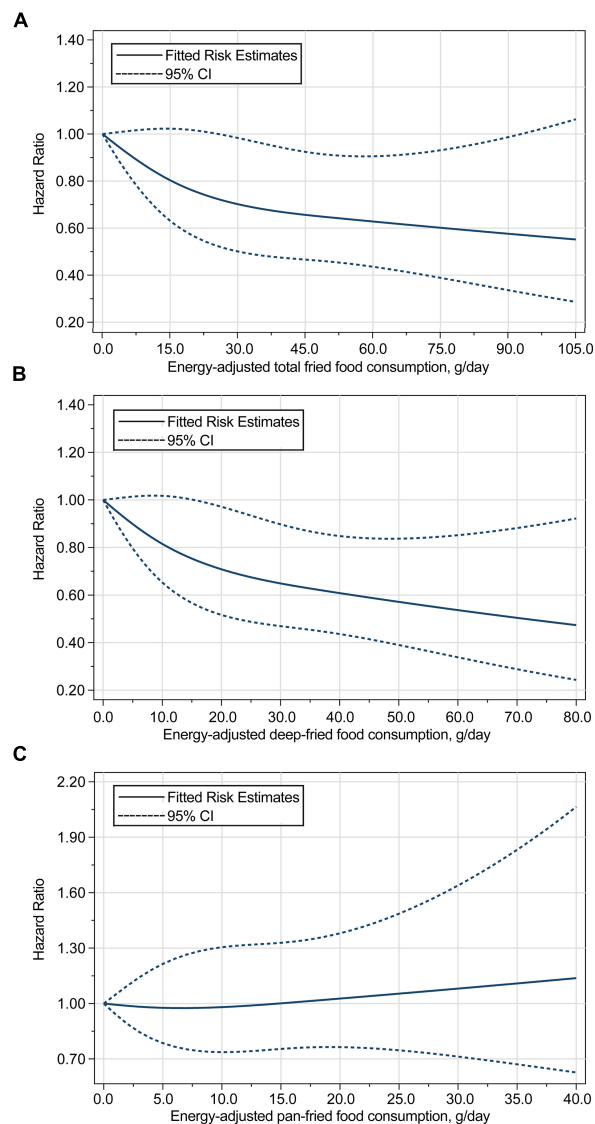 A
1.40
1.20
1.00
0.80
0.60
0.40
0.20
Hazard Ratio
Fitted Risk Estimates
95% CI
0.0 15.0 30.0 45.0 60.0 75.0 90.0 105.0
Energy-adjusted total fried food consumption, g/day
B
1.40
1.20
1.00
0.80
0.60
0.40
0.20
Hazard Ratio
Fitted Risk Estimates
95% CI
0.0 10.0 20.0 30.0 40.0 50.0 60.0 70.0 80.0
Energy-adjusted deep-fried food consumption, g/day
C
2.20
1.90
1.60
1.30
1.00
0.70
Hazard Ratio
Fitted Risk Estimates
95% CI
0.0 5.0 10.0 15.0 20.0 25.0 30.0 35.0 40.0
Energy-adjusted pan-fried food consumption, g/day